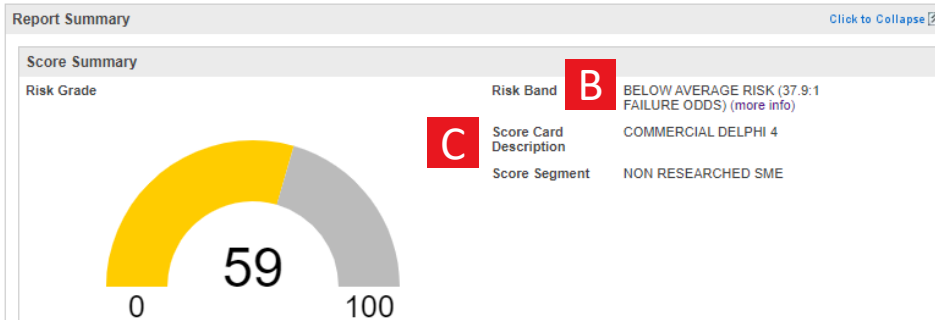 Report Summary
Click to Collapse
Score Summary
Risk Grade
59
0
100
Risk Band
B
BELOW AVERAGE RISK (37.9:1
FAILURE ODDS) (more info)
C
Score Card
Description
COMMERCIAL DELPHI 4
Score Segment
NON RESEARCHED SME